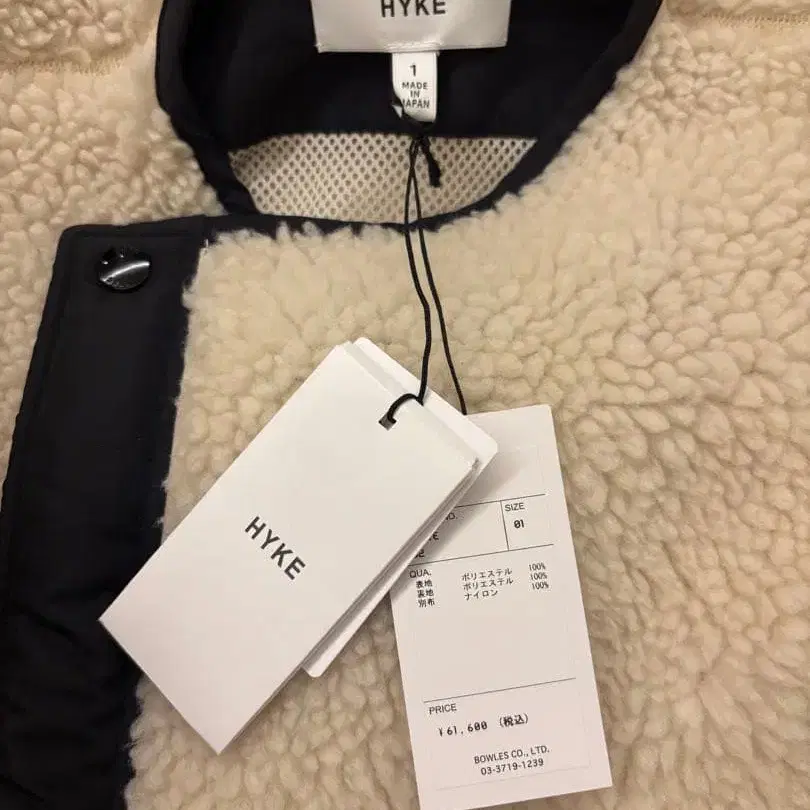 HYKE
1
MADE
IN
JAPAN
HYKE
SIZE
01
QUA.
表地 ポリエステル 100%
裏地 ポリエステル 100%
別布 ナイロン 100%
PRICE
¥61,600 (税込)
BOWLES CO., LTD.
03-3719-1239